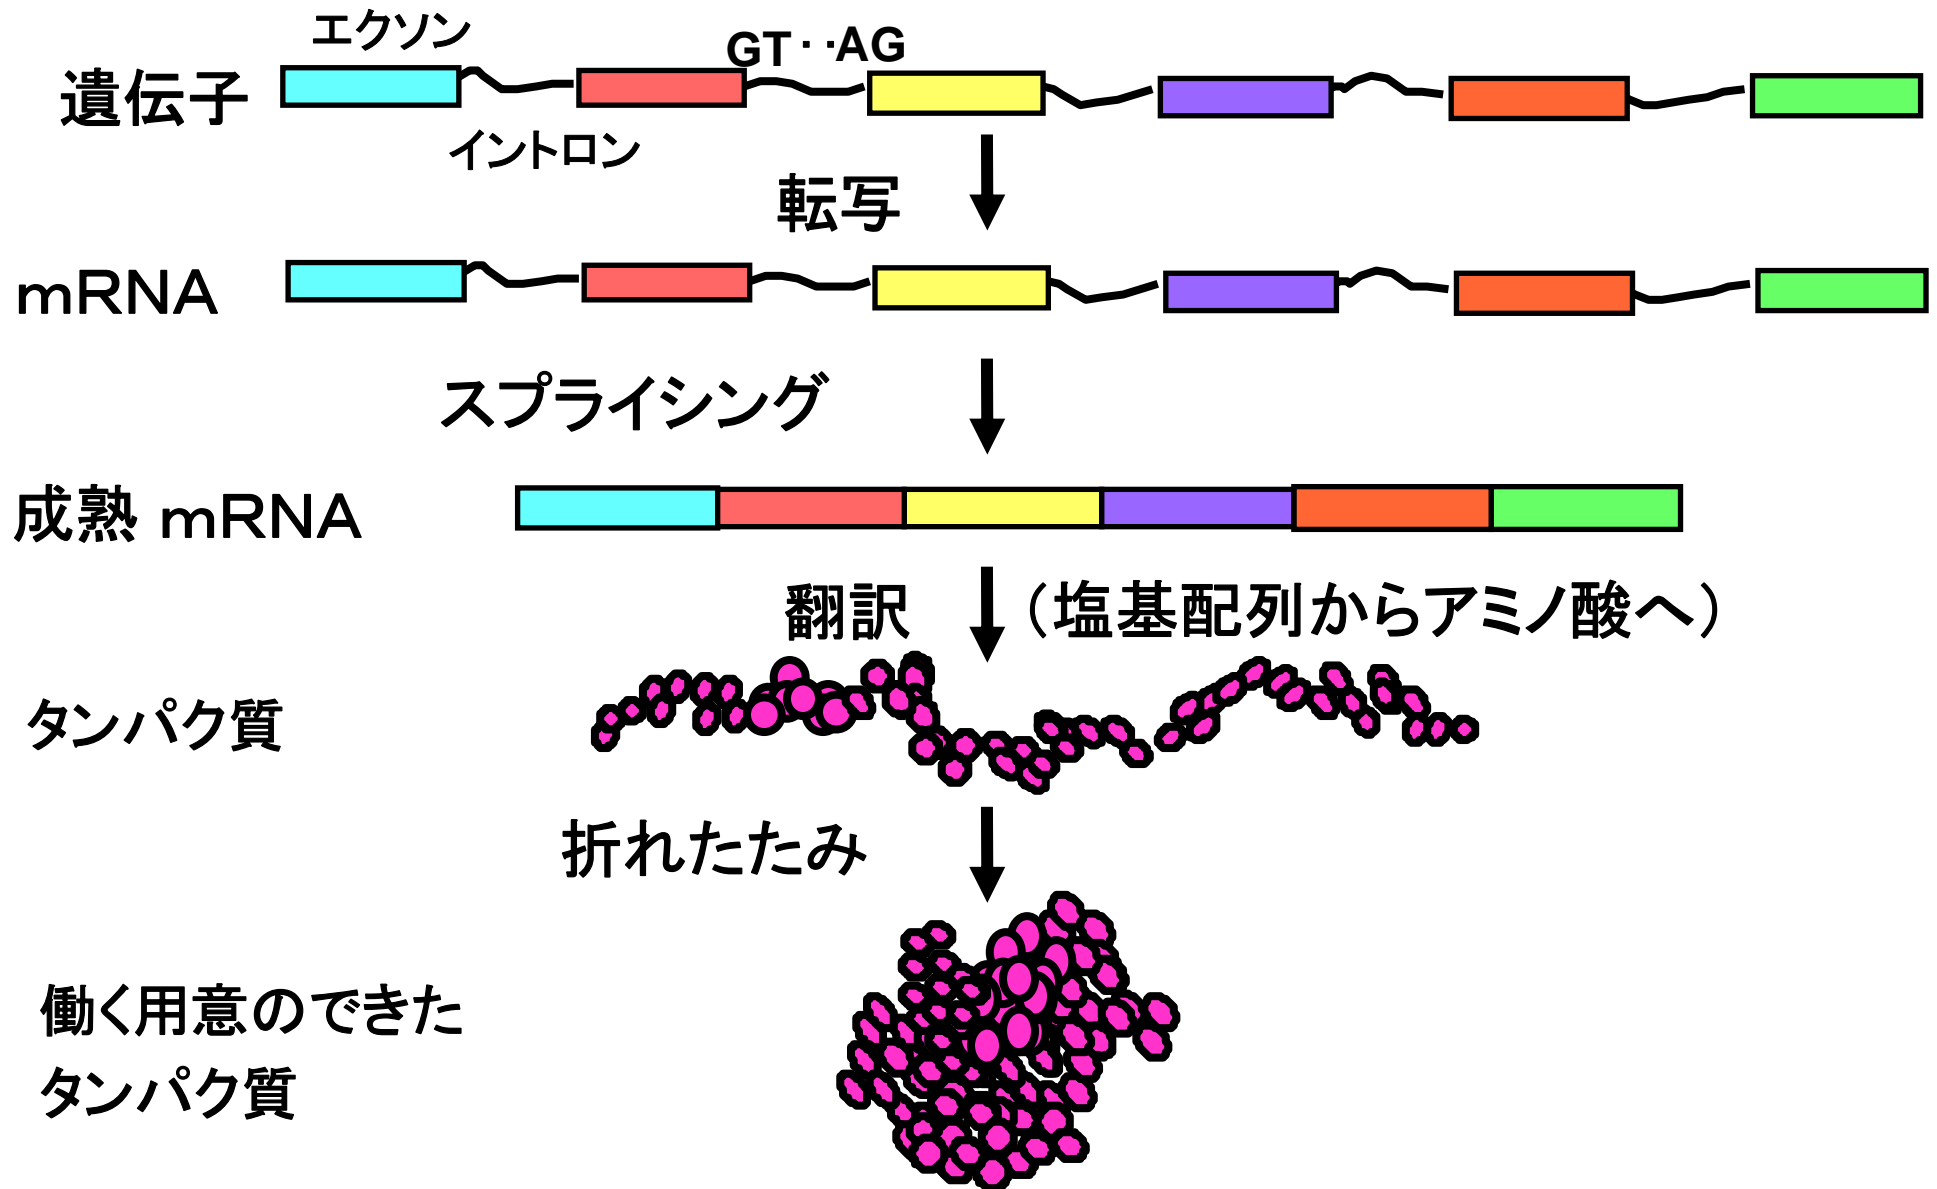 エクソン
GT・・AG
遺伝子
イントロン
転写
mRNA
スプライシング
成熟 mRNA
翻訳 (塩基配列からアミノ酸へ)
タンパク質
折れたたみ
働く用意のできた
タンパク質